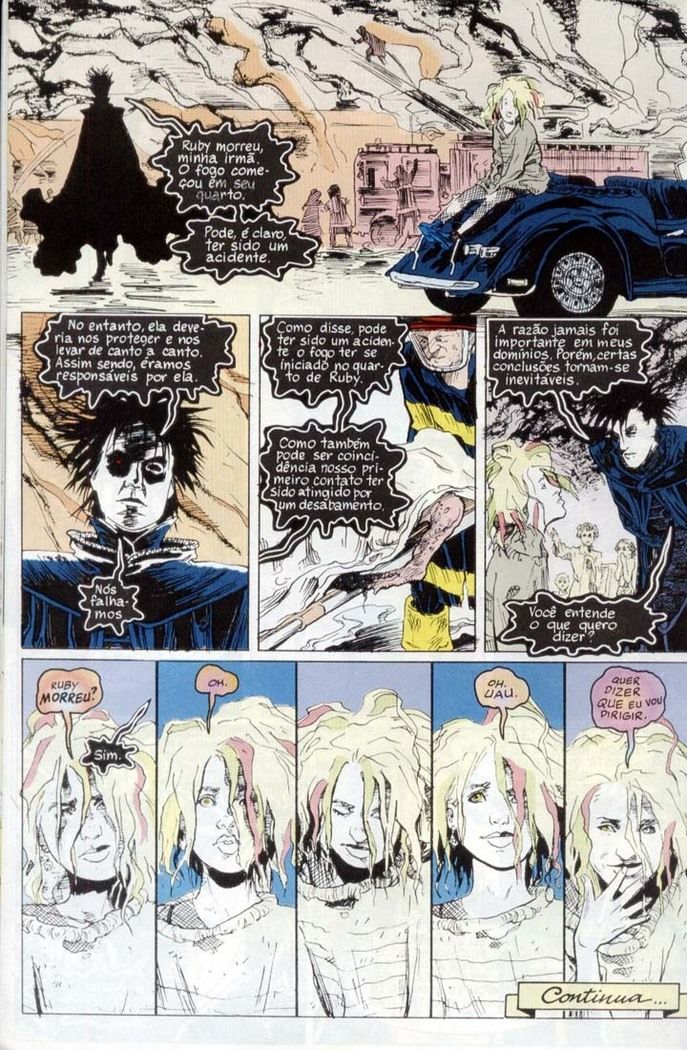 Ruby morreu,
minha irmã.
O fogo come-
çou em seu
quarto.
Pode, é claro,
ter sido um
acidente.
No entanto, ela deve-
ria nos proteger e nos
levar de canto a canto.
Assim sendo, éramos
responsáveis por ela.
Nós
falha-
mos
Como disse, pode
ter sido um aciden-
te o fogo ter se
iniciado no quar-
to de Ruby.
Como também
pode ser coinci-
dência nosso pri-
meiro contato ter
sido atingido por
um desabamento.
A razão jamais foi
importante em meus
domínios. Porém, certas
conclusões tornam-se
inevitáveis.
Você entende
o que quero
dizer?
RUBY
MORREU?
Sim.
OH.
OH.
UAU.
QUER
DIZER
QUE EU VOU
DIRIGIR.
Continua...